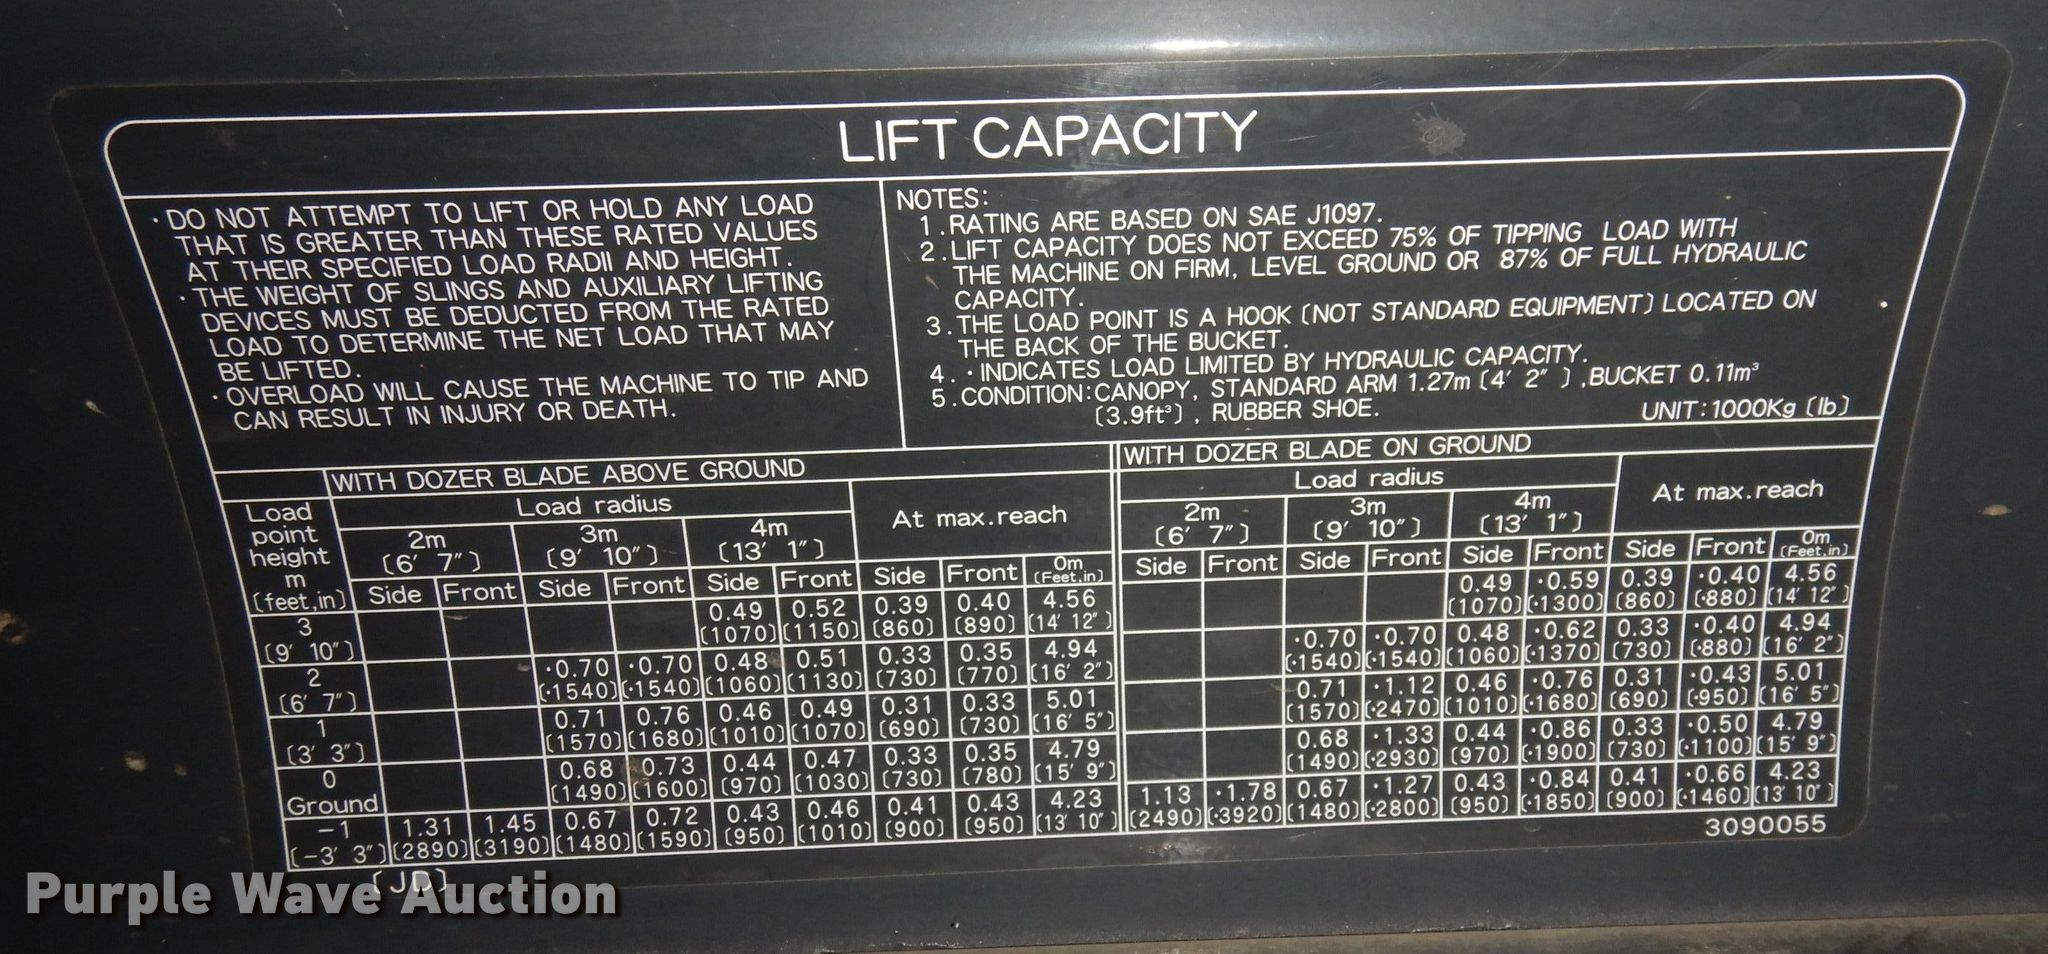 LIFT CAPACITY
·DO NOT ATTEMPT TO LIFT OR HOLD ANY LOAD
THAT IS GREATER THAN THESE RATED VALUES
AT THEIR SPECIFIED LOAD RADII AND HEIGHT.
·THE WEIGHT OF SLINGS AND AUXILIARY LIFTING
DEVICES MUST BE DEDUCTED FROM THE RATED
LOAD TO DETERMINE THE NET LOAD THAT MAY
BE LIFTED.
·OVERLOAD WILL CAUSE THE MACHINE TO TIP AND
CAN RESULT IN INJURY OR DEATH.
NOTES:
1.RATING ARE BASED ON SAE J1097.
2.LIFT CAPACITY DOES NOT EXCEED 75% OF TIPPING LOAD WITH
THE MACHINE ON FIRM, LEVEL GROUND OR 87% OF FULL HYDRAULIC
CAPACITY.
3.THE LOAD POINT IS A HOOK (NOT STANDARD EQUIPMENT) LOCATED ON
THE BACK OF THE BUCKET.
4. ·INDICATES LOAD LIMITED BY HYDRAULIC CAPACITY.
5.CONDITION:CANOPY, STANDARD ARM 1.27m (4′ 2″ ) ,BUCKET 0.11m³
(3.9ft³) , RUBBER SHOE.
UNIT:1000Kg (lb)
WITH DOZER BLADE ABOVE GROUND WITH DOZER BLADE ON GROUND
Load point height m (feet,in)
Load radius At max.reach Load radius At max.reach
2m 3m 4m 2m 3m 4m
(6′ 7″) (9′ 10″) (13′ 1″) (6′ 7″) (9′ 10″) (13′ 1″)
Side Front Side Front Side Front Side Front 0m (Feet,in) Side Front Side Front Side Front Side Front 0m (Feet,in)
3 0.49 0.52 0.39 0.40 4.56 0.49 ·0.59 0.39 ·0.40 4.56
(9′ 10″) (1070) (1150) (860) (890) (14′ 12″) (1070) (·1300) (860) (·880) (14′ 12″)
2 ·0.70 ·0.70 0.48 0.51 0.33 0.35 4.94 ·0.70 ·0.70 0.48 ·0.62 0.33 ·0.40 4.94
(6′ 7″) (·1540) (·1540) (1060) (1130) (730) (770) (16′ 2″) (·1540) (·1540) (1060) (·1370) (730) (·880) (16′ 2″)
1 0.71 0.76 0.46 0.49 0.31 0.33 5.01 0.71 ·1.12 0.46 ·0.76 0.31 ·0.43 5.01
(3′ 3″) (1570) (1680) (1010) (1070) (690) (730) (16′ 5″) (1570) (·2470) (1010) (·1680) (690) (·950) (16′ 5″)
0 0.68 0.73 0.44 0.47 0.33 0.35 4.79 0.68 ·1.33 0.44 ·0.86 0.33 ·0.50 4.79
Ground (1490) (1600) (970) (1030) (730) (780) (15′ 9″) (1490) (·2930) (970) (·1900) (730) (·1100) (15′ 9″)
-1 1.31 1.45 0.67 0.72 0.43 0.46 0.41 0.43 4.23 1.13 ·1.78 0.67 ·1.27 0.43 ·0.84 0.41 ·0.66 4.23
(-3′ 3″) (2890) (3190) (1480) (1590) (950) (1010) (900) (950) (13′ 10″) (2490) (·3920) (1480) (·2800) (950) (·1850) (900) (·1460) (13′ 10″)
3090055
(JD)
Purple Wave Auction